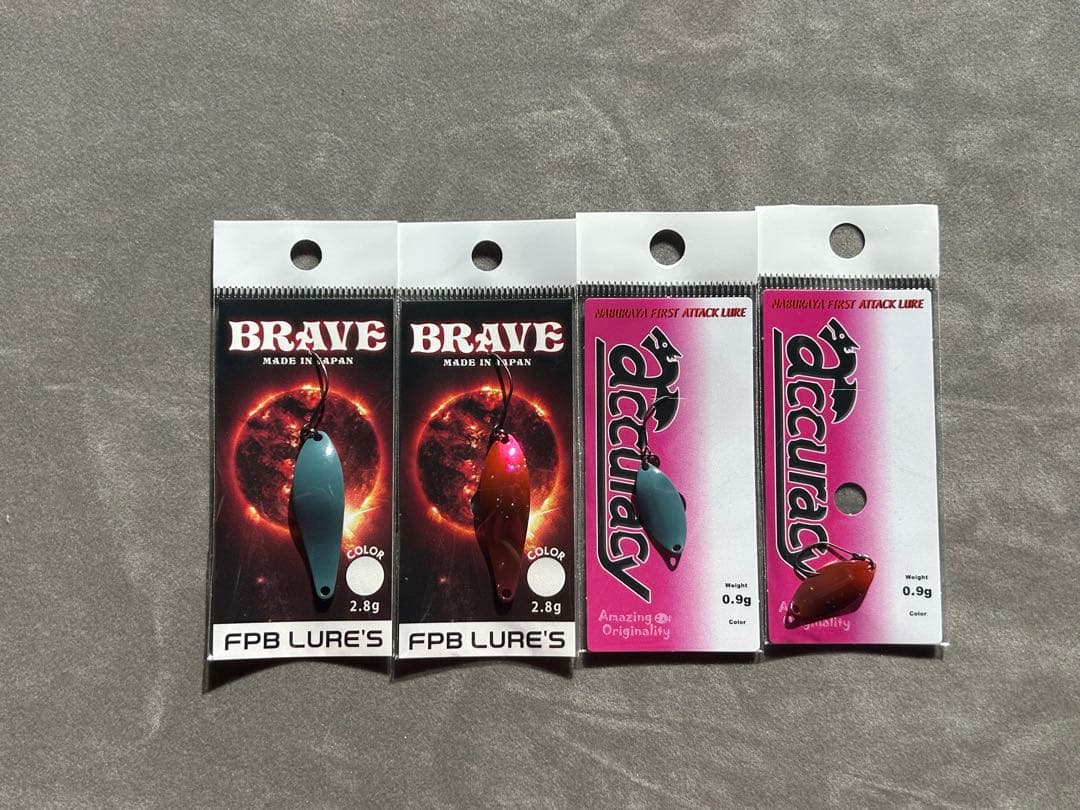 BRAVE
MADE IN JAPAN
COLOR
2.8g
FPB LURE'S
BRAVE
MADE IN JAPAN
COLOR
2.8g
FPB LURE'S
NABURAYA FIRST ATTACK LURE
accuracy
Weight
0.9g
Color
Amazing
Originality
NABURAYA FIRST ATTACK LURE
accuracy
Weight
0.9g
Color